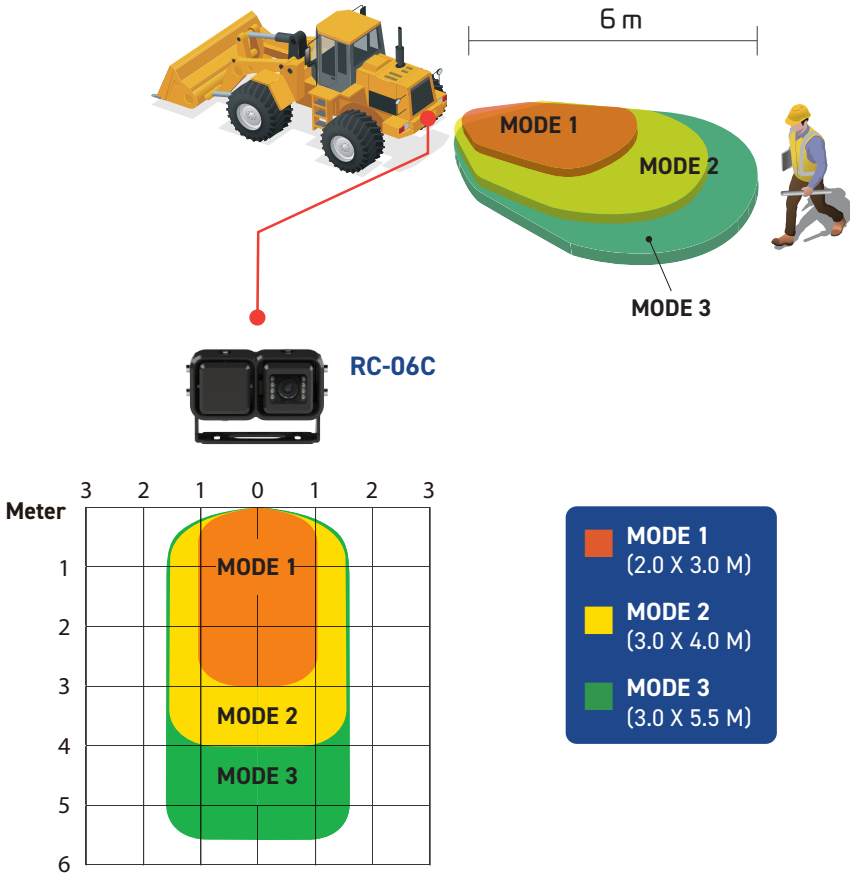 6 m
MODE 1
MODE 2
MODE 3
RC-06C
3 2 1 0 1 2 3
Meter
1
MODE 1
2
3
MODE 2
4
MODE 3
5
6
MODE 1
(2.0 X 3.0 M)
MODE 2
(3.0 X 4.0 M)
MODE 3
(3.0 X 5.5 M)